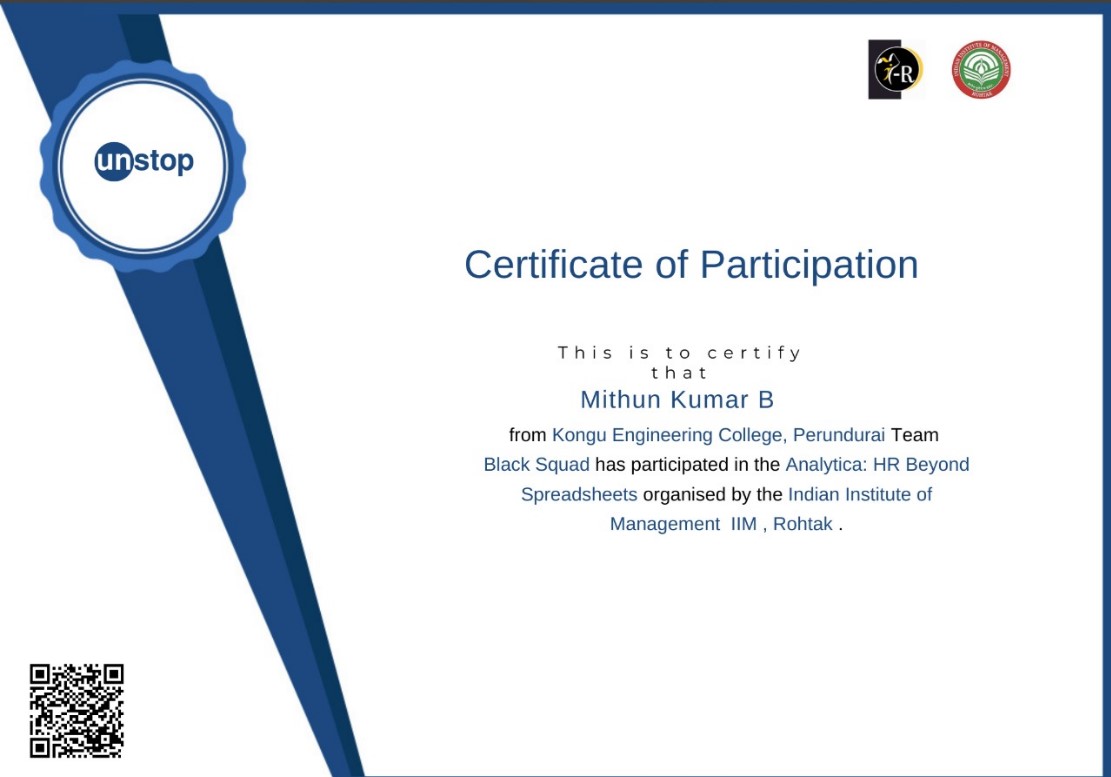 unstop
i-R
INDIAN INSTITUTE OF MANAGEMENT
ROHTAK
Certificate of Participation
This is to certify
that
Mithun Kumar B
from Kongu Engineering College, Perundurai Team
Black Squad has participated in the Analytica: HR Beyond
Spreadsheets organised by the Indian Institute of
Management IIM , Rohtak .